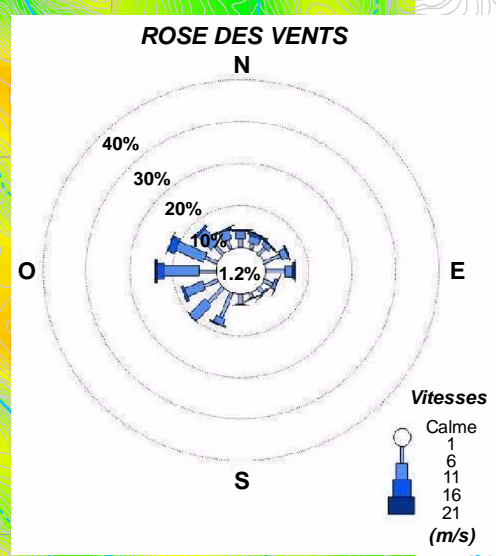 ROSE DES VENTS
N
40%
30%
20%
10%
O
1.2%
E
S
Vitesses
Calme
1
6
11
16
21
(m/s)